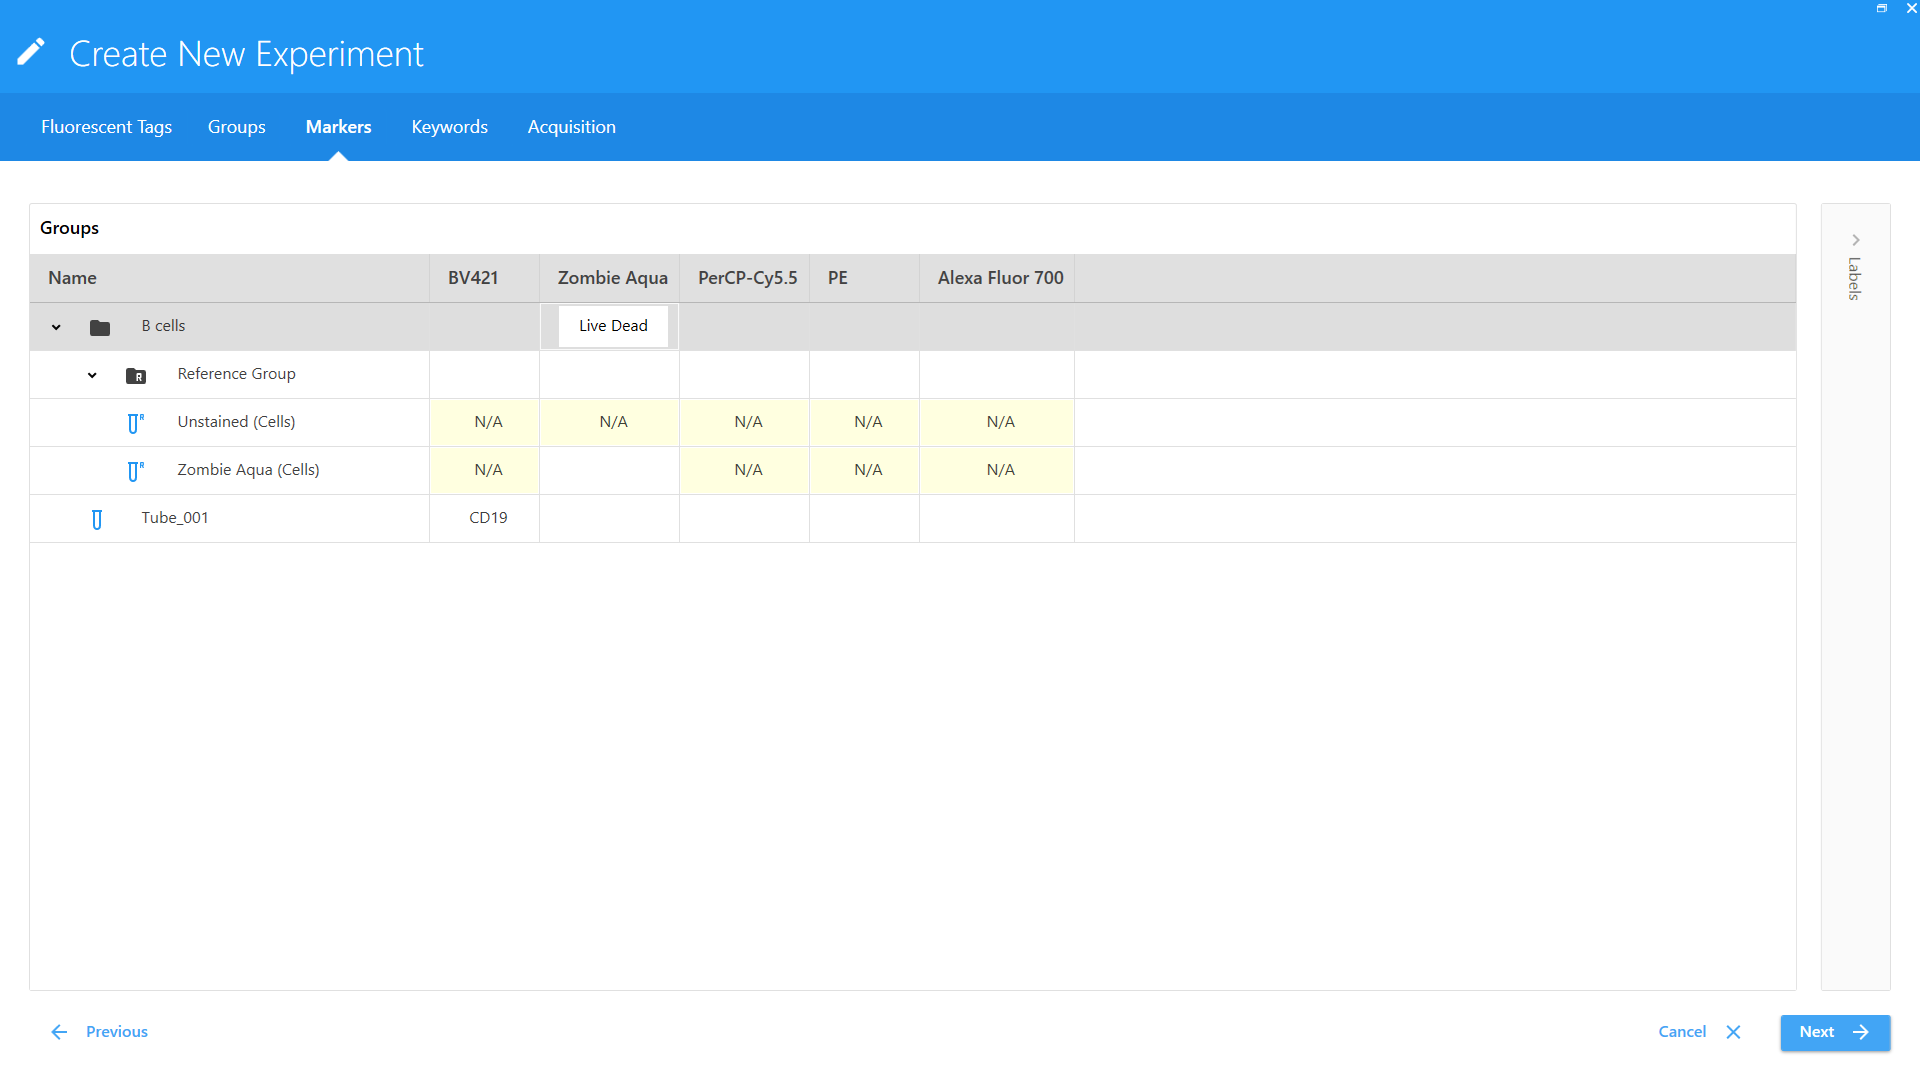 Create New Experiment
Fluorescent Tags Groups Markers Keywords Acquisition
Groups
Name BV421 Zombie Aqua PerCP-Cy5.5 PE Alexa Fluor 700
B cells Live Dead
Reference Group
Unstained (Cells) N/A N/A N/A N/A N/A
Zombie Aqua (Cells) N/A N/A N/A N/A
Tube_001 CD19
Labels
Previous Cancel Next